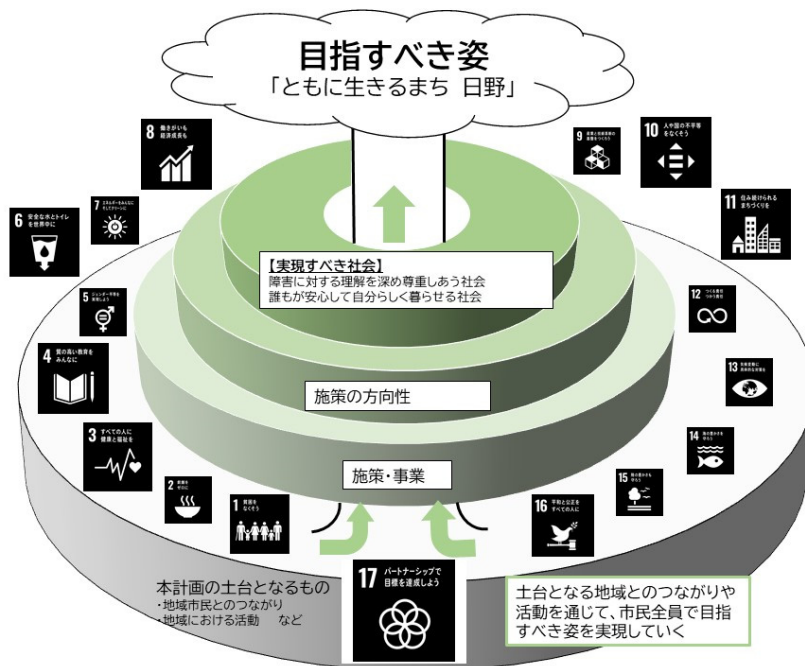 目指すべき姿
「ともに生きるまち 日野」
8 働きがいも
経済成長も
9 産業と技術革新の
基盤をつくろう
10 人や国の不平等
をなくそう
7 エネルギーをみんなに
そしてクリーンに
6 安全な水とトイレ
を世界中に
11 住み続けられる
まちづくりを
【実現すべき社会】
障害に対する理解を深め尊重しあう社会
誰もが安心して自分らしく暮らせる社会
5 ジェンダー平等を
実現しよう
12 つくる責任
つかう責任
4 質の高い教育を
みんなに
13 気候変動に
具体的な対策を
施策の方向性
3 すべての人に
健康と福祉を
14 海の豊かさを
守ろう
施策・事業
2 飢餓を
ゼロに
15 陸の豊かさも
守ろう
1 貧困を
なくそう
16 平和と公正を
すべての人に
17 パートナーシップで
目標を達成しよう
本計画の土台となるもの
・地域市民とのつながり
・地域における活動 など
土台となる地域とのつながりや
活動を通じて、市民全員で目指
すべき姿を実現していく